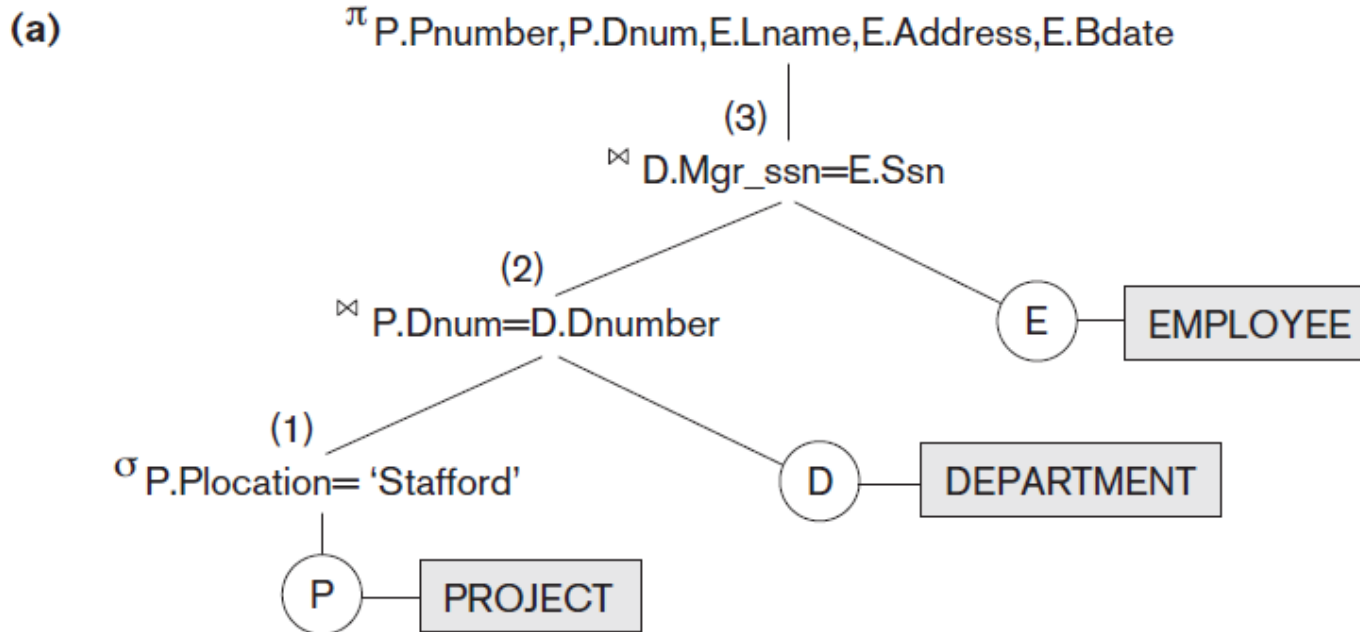 (a)
π P.Pnumber,P.Dnum,E.Lname,E.Address,E.Bdate
(3)
⋈ D.Mgr_ssn=E.Ssn
(2)
⋈ P.Dnum=D.Dnumber
E
EMPLOYEE
(1)
σ P.Plocation= ‘Stafford’
D
DEPARTMENT
P
PROJECT